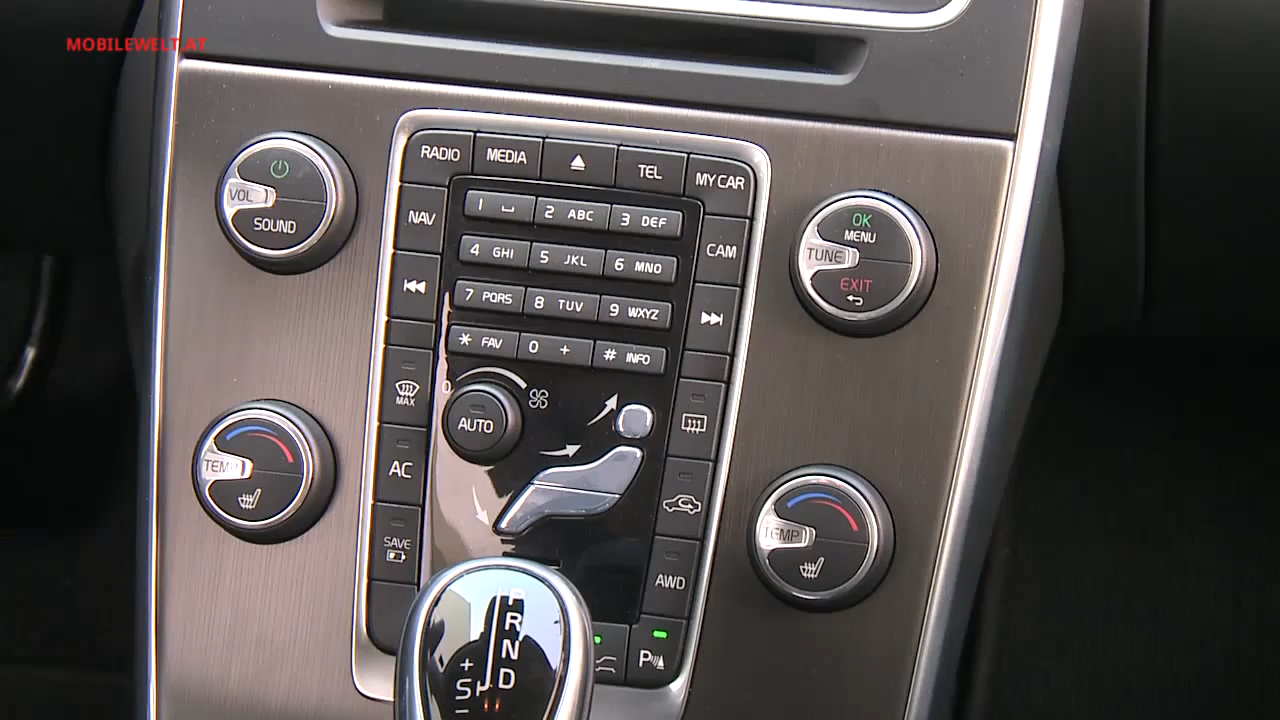 MOBILEWELT.AT
RADIO MEDIA TEL MY CAR
VOL
SOUND
NAV
1 2 ABC 3 DEF
CAM
OK
MENU
TUNE
EXIT
4 GHI 5 JKL 6 MNO
7 PQRS 8 TUV 9 WXYZ
* FAV 0 + # INFO
MAX
0
AUTO
TEMP
AC
TEMP
SAVE
AWD
P
R
N
D
+
S
−
P